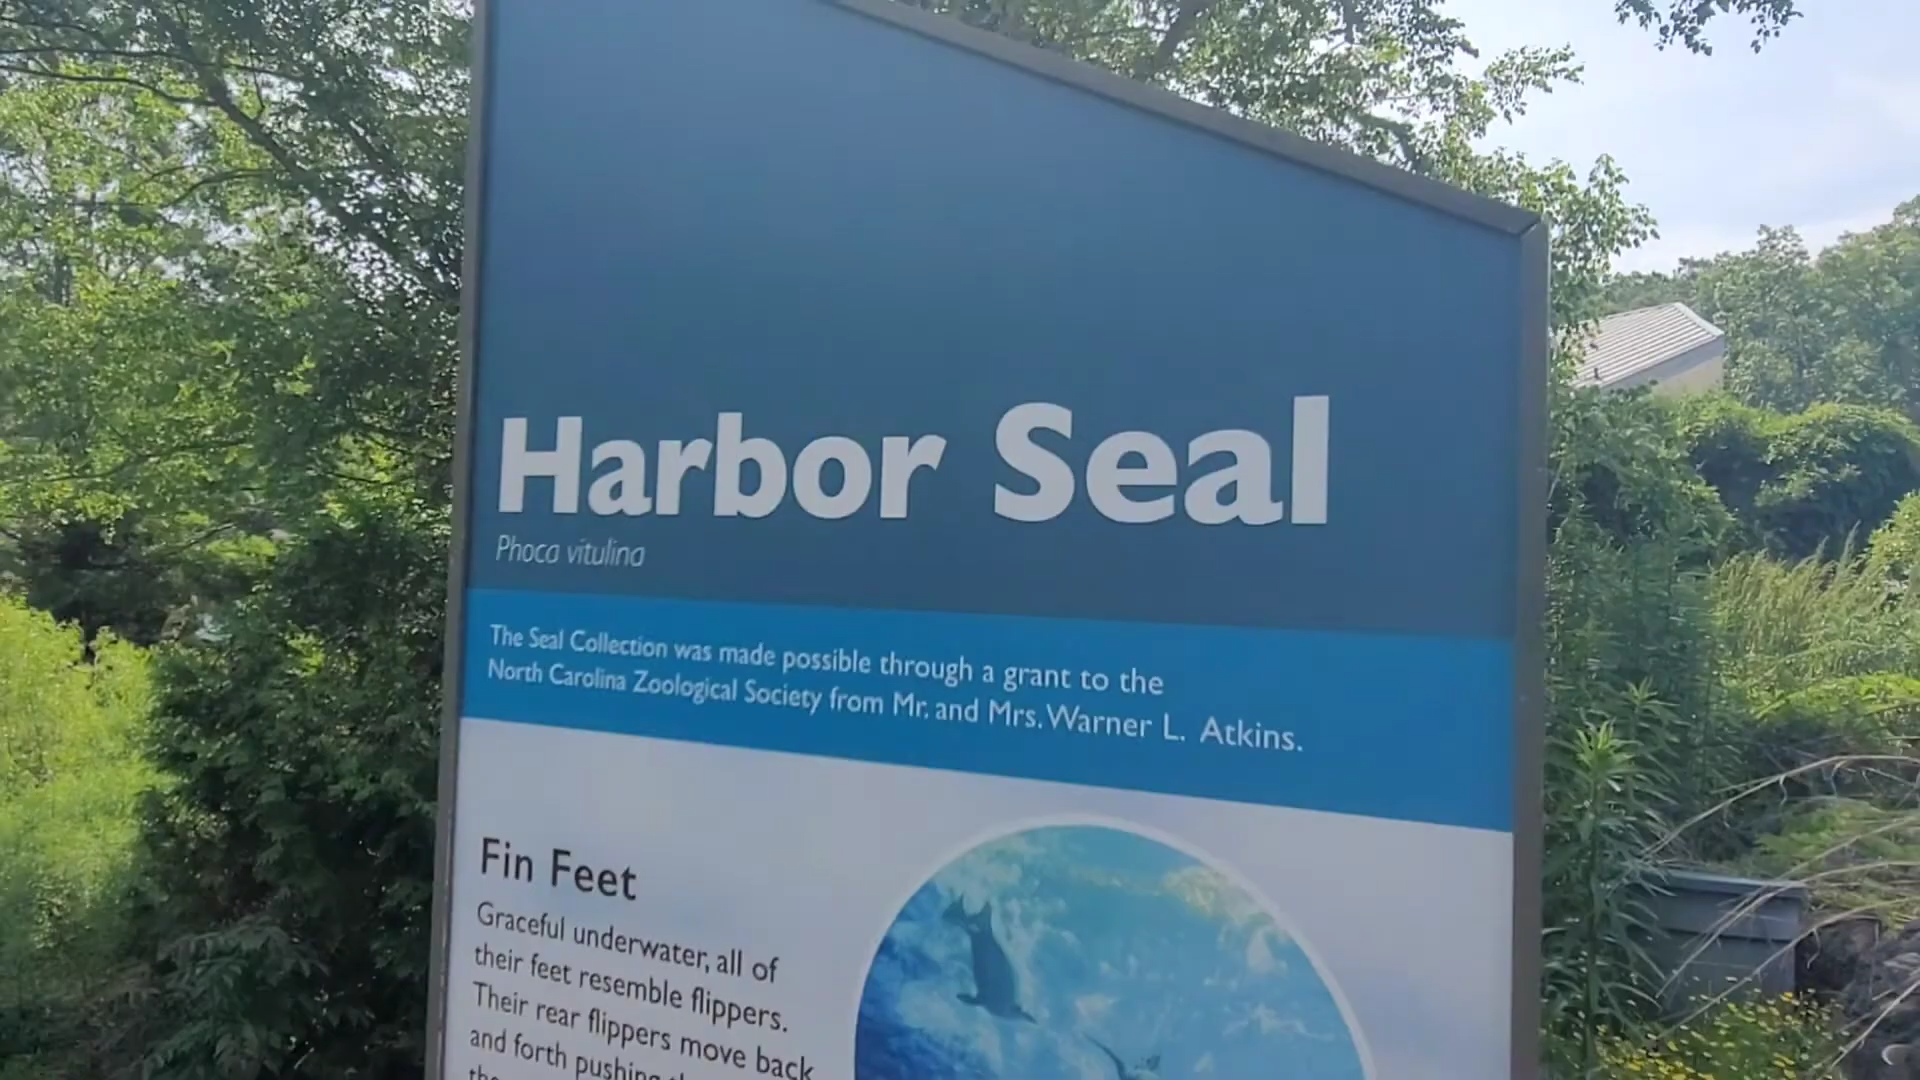 Harbor Seal
Phoca vitulina
The Seal Collection was made possible through a grant to the
North Carolina Zoological Society from Mr. and Mrs. Warner L. Atkins.
Fin Feet
Graceful underwater, all of
their feet resemble flippers.
Their rear flippers move back
and forth pushing